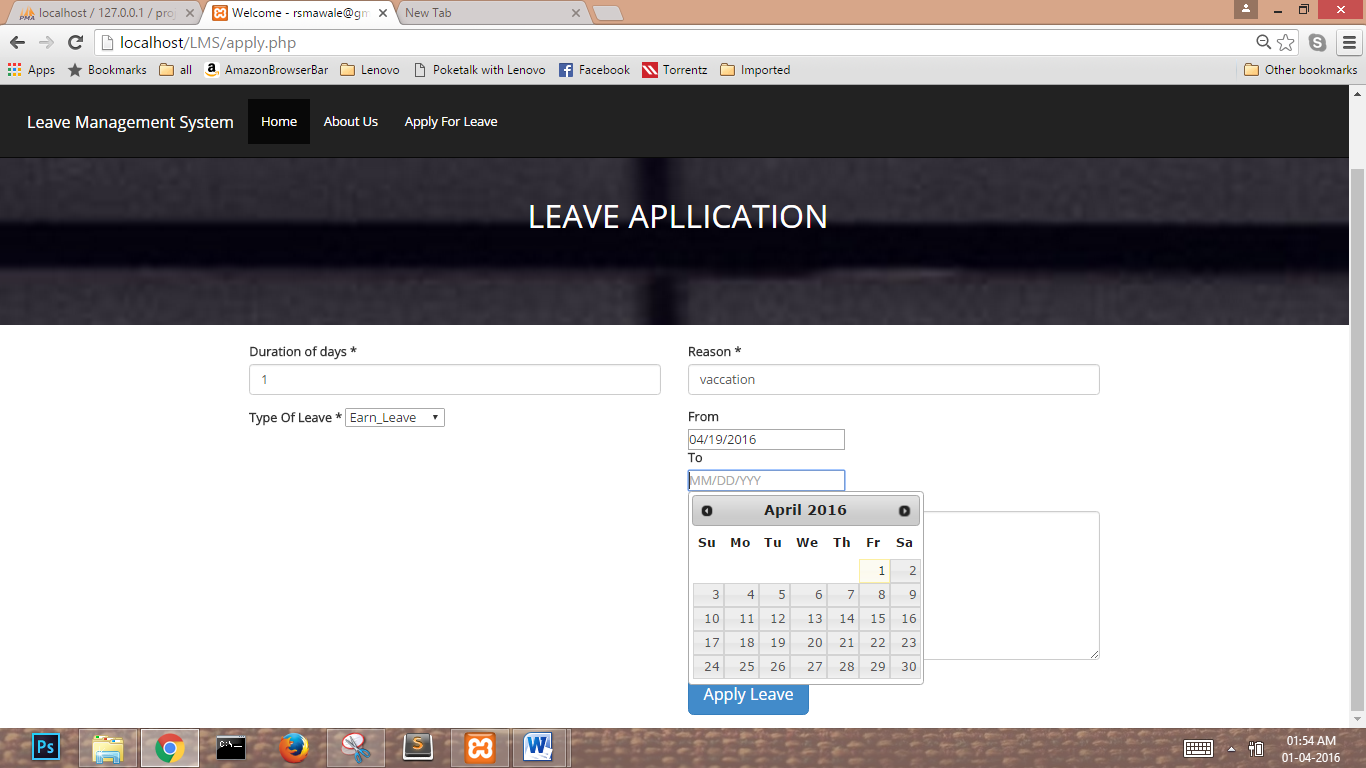 localhost / 127.0.0.1 / proj
Welcome - rsmawale@gm
New Tab
localhost/LMS/apply.php
Apps Bookmarks all AmazonBrowserBar Lenovo Poketalk with Lenovo Facebook Torrentz Imported Other bookmarks
Leave Management System Home About Us Apply For Leave
LEAVE APLLICATION
Duration of days *
1
Reason *
vaccation
Type Of Leave * Earn_Leave
From
04/19/2016
To
MM/DD/YYY
April 2016
Su Mo Tu We Th Fr Sa
1 2
3 4 5 6 7 8 9
10 11 12 13 14 15 16
17 18 19 20 21 22 23
24 25 26 27 28 29 30
Apply Leave
01:54 AM
01-04-2016